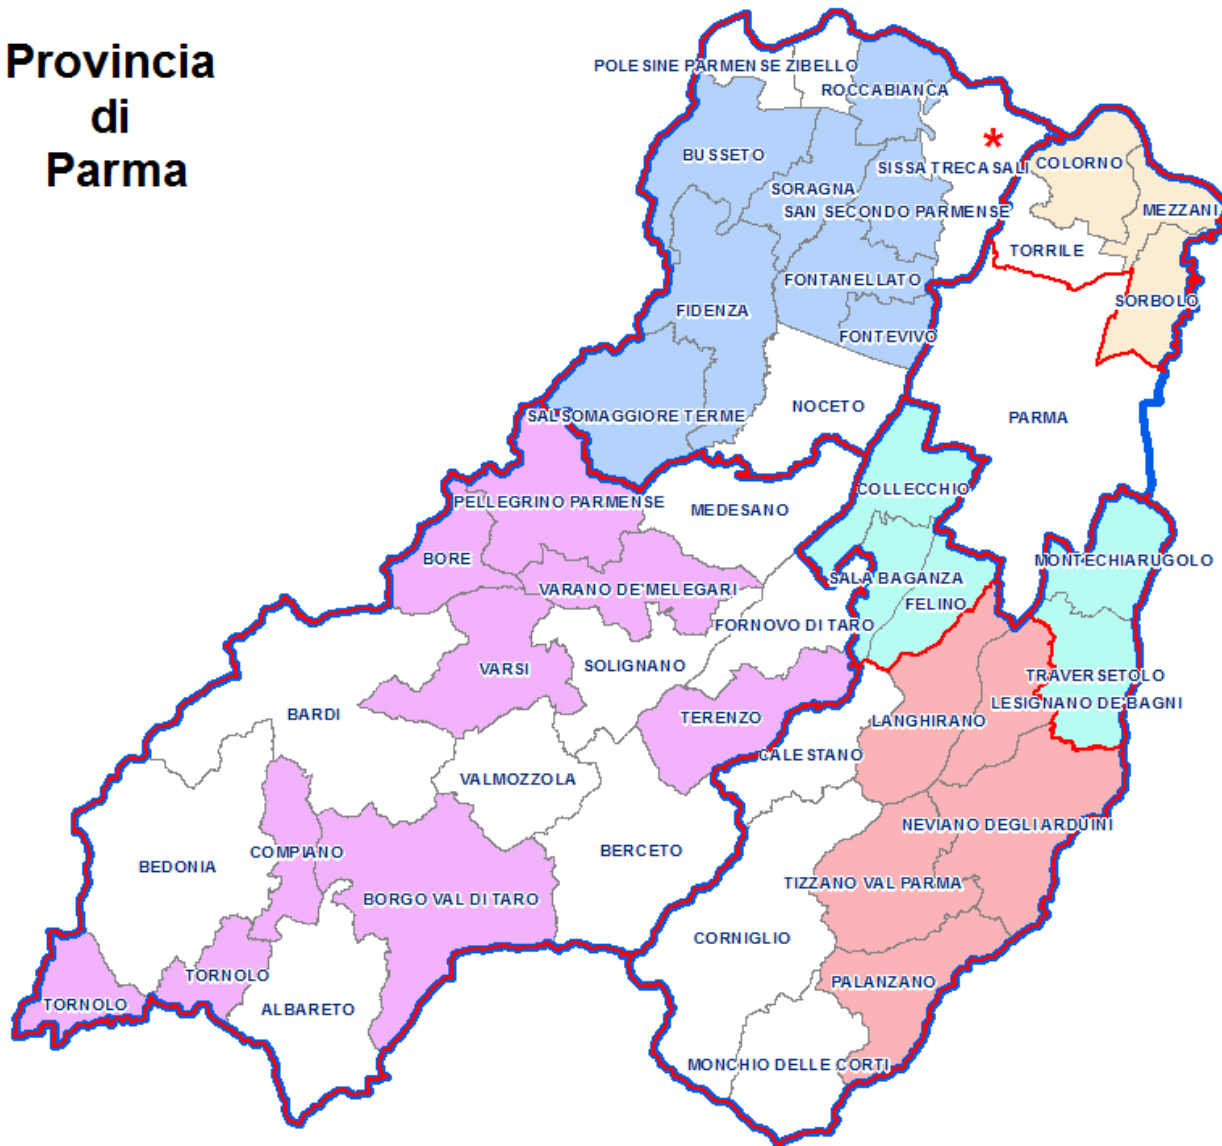 Provincia
di
Parma
POLESINE PARMENSE ZIBELLO
ROCCABIANCA
*
BUSSETO
SISSA TRECASALI
COLORNO
SORAGNA
SAN SECONDO PARMENSE
MEZZANI
TORRILE
FONTANELLATO
SORBOLO
FIDENZA
FONTEVIVO
NOCETO
SALSOMAGGIORE TERME
PARMA
COLLECCHIO
PELLEGRINO PARMENSE
MEDESANO
BORE
MONTECHIARUGOLO
SALA BAGANZA
VARANO DE'MELEGARI
FELINO
FORNOVO DI TARO
SOLIGNANO
VARSI
TRAVERSETOLO
LESIGNANO DE'BAGNI
BARDI
TERENZO
LANGHIRANO
CALESTANO
VALMOZZOLA
NEVIANO DEGLI ARDUINI
BERCETO
COMPIANO
BEDONIA
TIZZANO VAL PARMA
BORGO VAL DI TARO
CORNIGLIO
TORNOLO
PALANZANO
TORNOLO
ALBARETO
MONCHIO DELLE CORTI